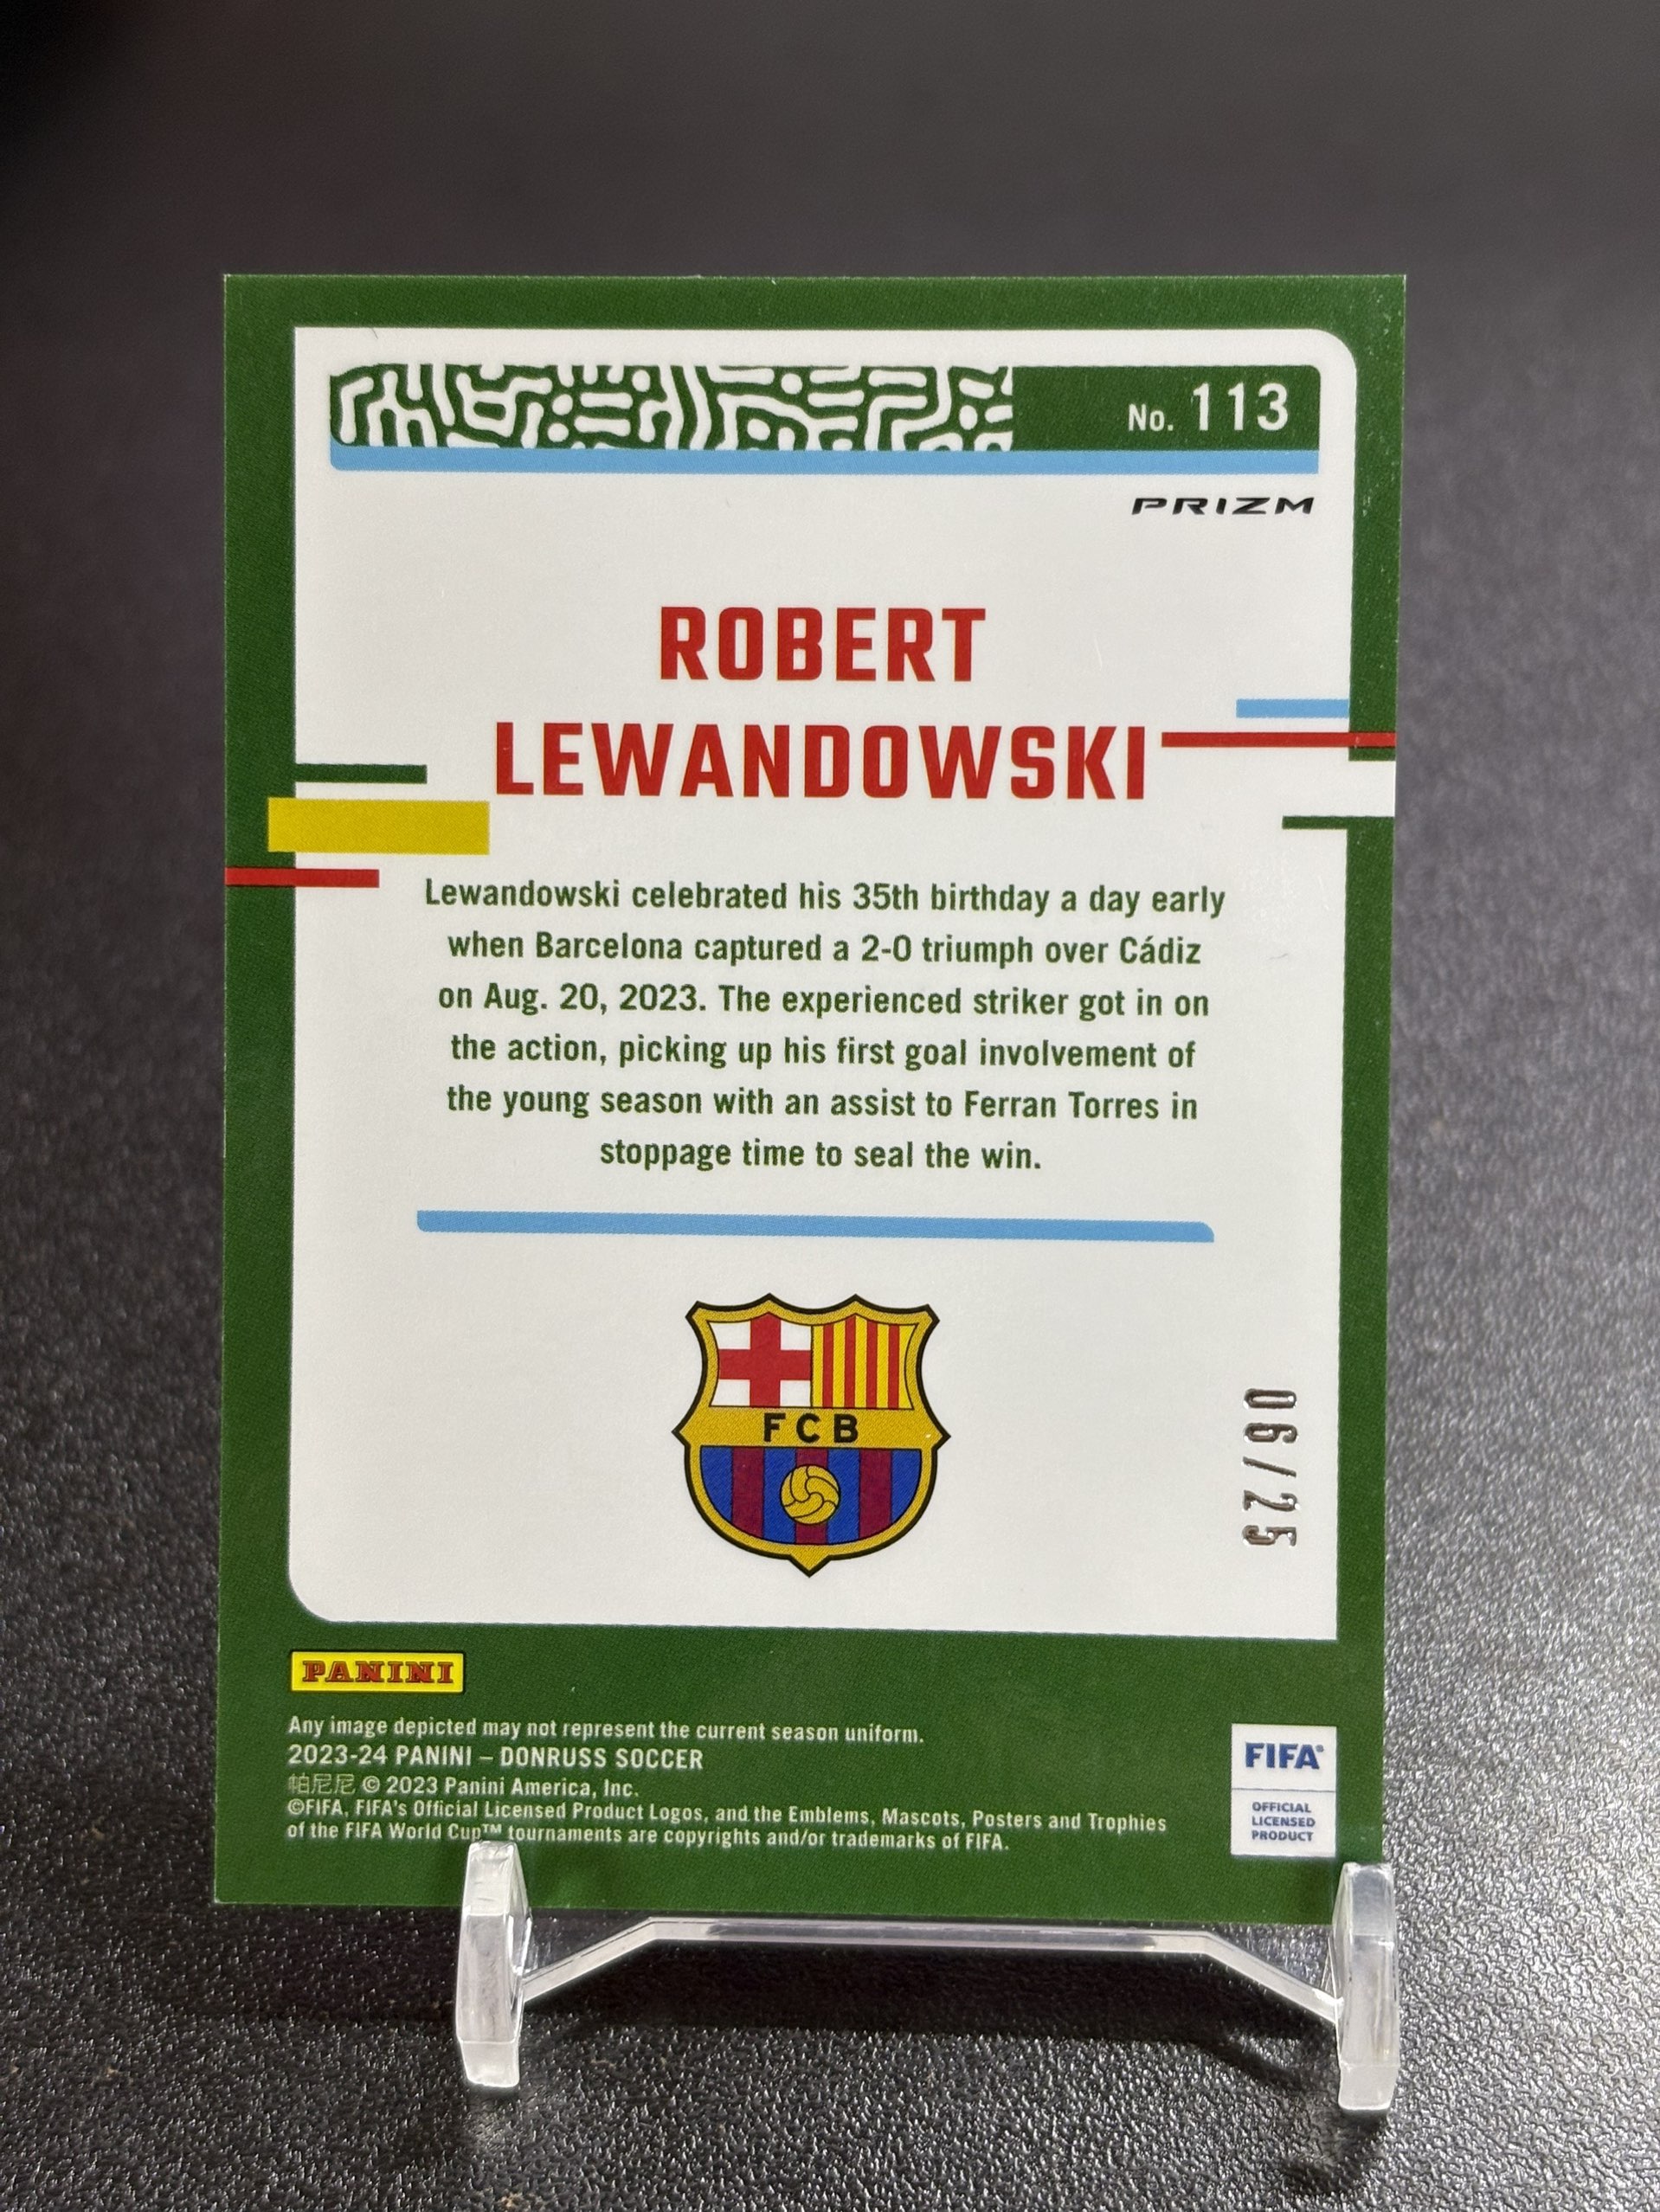 No. 113
PRIZM
ROBERT
LEWANDOWSKI
Lewandowski celebrated his 35th birthday a day early
when Barcelona captured a 2-0 triumph over Cádiz
on Aug. 20, 2023. The experienced striker got in on
the action, picking up his first goal involvement of
the young season with an assist to Ferran Torres in
stoppage time to seal the win.
FCB
06/25
PANINI
Any image depicted may not represent the current season uniform.
2023-24 PANINI – DONRUSS SOCCER
帕尼尼 © 2023 Panini America, Inc.
©FIFA, FIFA's Official Licensed Product Logos, and the Emblems, Mascots, Posters and Trophies
of the FIFA World Cup™ tournaments are copyrights and/or trademarks of FIFA.
FIFA®
OFFICIAL
LICENSED
PRODUCT